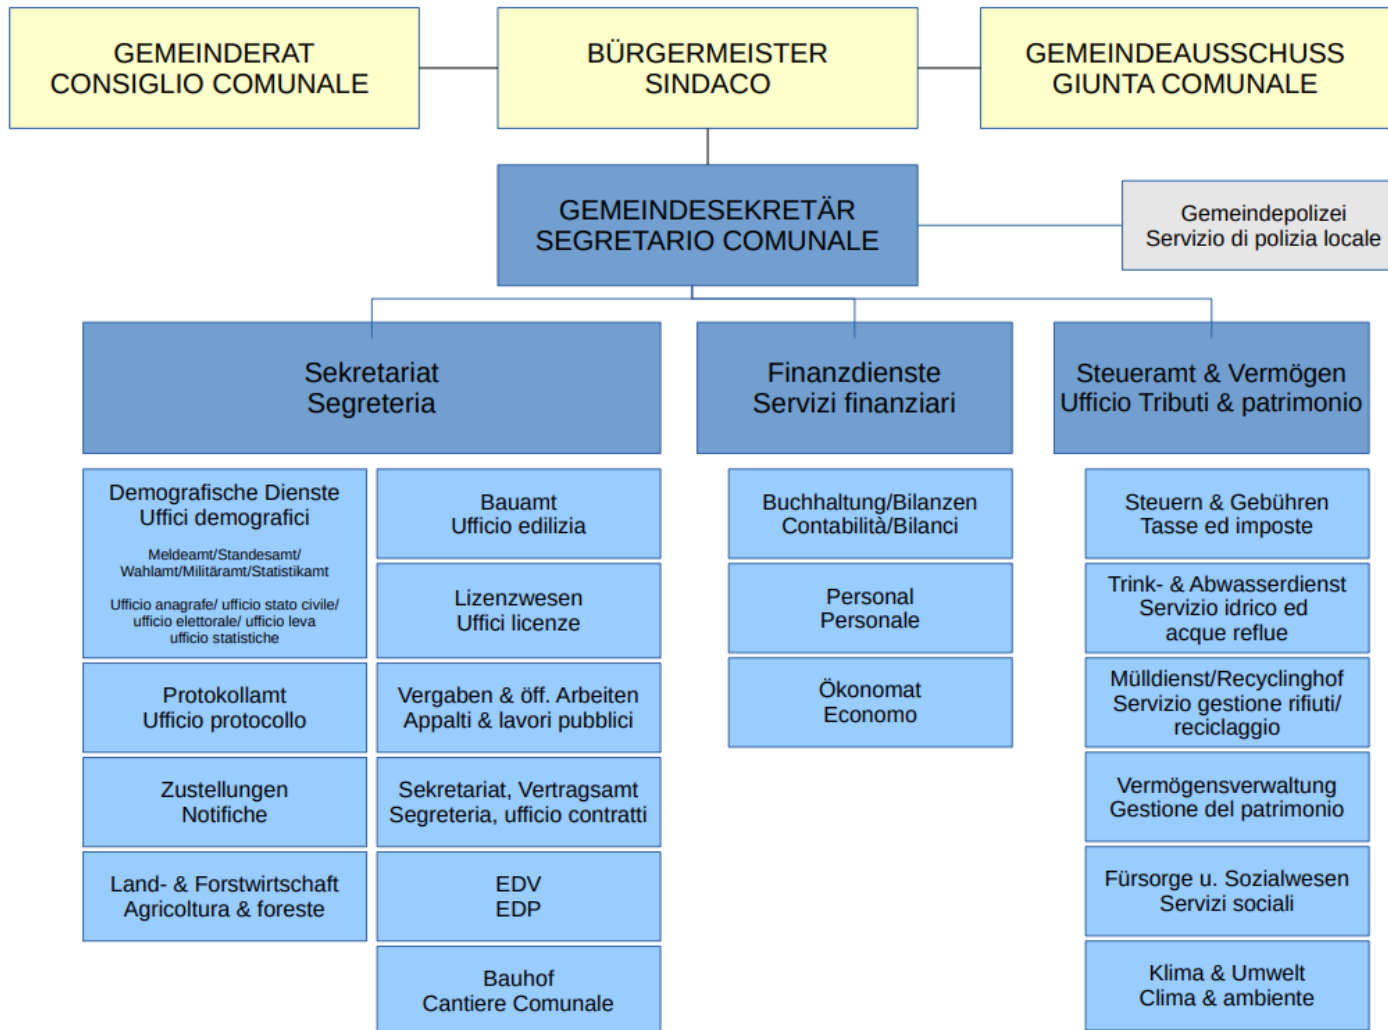 GEMEINDERAT
CONSIGLIO COMUNALE
BÜRGERMEISTER
SINDACO
GEMEINDEAUSSCHUSS
GIUNTA COMUNALE
GEMEINDESEKRETÄR
SEGRETARIO COMUNALE
Gemeindepolizei
Servizio di polizia locale
Sekretariat
Segreteria
Finanzdienste
Servizi finanziari
Steueramt & Vermögen
Ufficio Tributi & patrimonio
Demografische Dienste
Uffici demografici
Meldeamt/Standesamt/
Wahlamt/Militäramt/Statistikamt
Ufficio anagrafe/ ufficio stato civile/
ufficio elettorale/ ufficio leva
ufficio statistiche
Protokollamt
Ufficio protocollo
Zustellungen
Notifiche
Land- & Forstwirtschaft
Agricoltura & foreste
Bauamt
Ufficio edilizia
Lizenzwesen
Uffici licenze
Vergaben & öff. Arbeiten
Appalti & lavori pubblici
Sekretariat, Vertragsamt
Segreteria, ufficio contratti
EDV
EDP
Bauhof
Cantiere Comunale
Buchhaltung/Bilanzen
Contabilità/Bilanci
Personal
Personale
Ökonomat
Economo
Steuern & Gebühren
Tasse ed imposte
Trink- & Abwasserdienst
Servizio idrico ed
acque reflue
Mülldienst/Recyclinghof
Servizio gestione rifiuti/
reciclaggio
Vermögensverwaltung
Gestione del patrimonio
Fürsorge u. Sozialwesen
Servizi sociali
Klima & Umwelt
Clima & ambiente